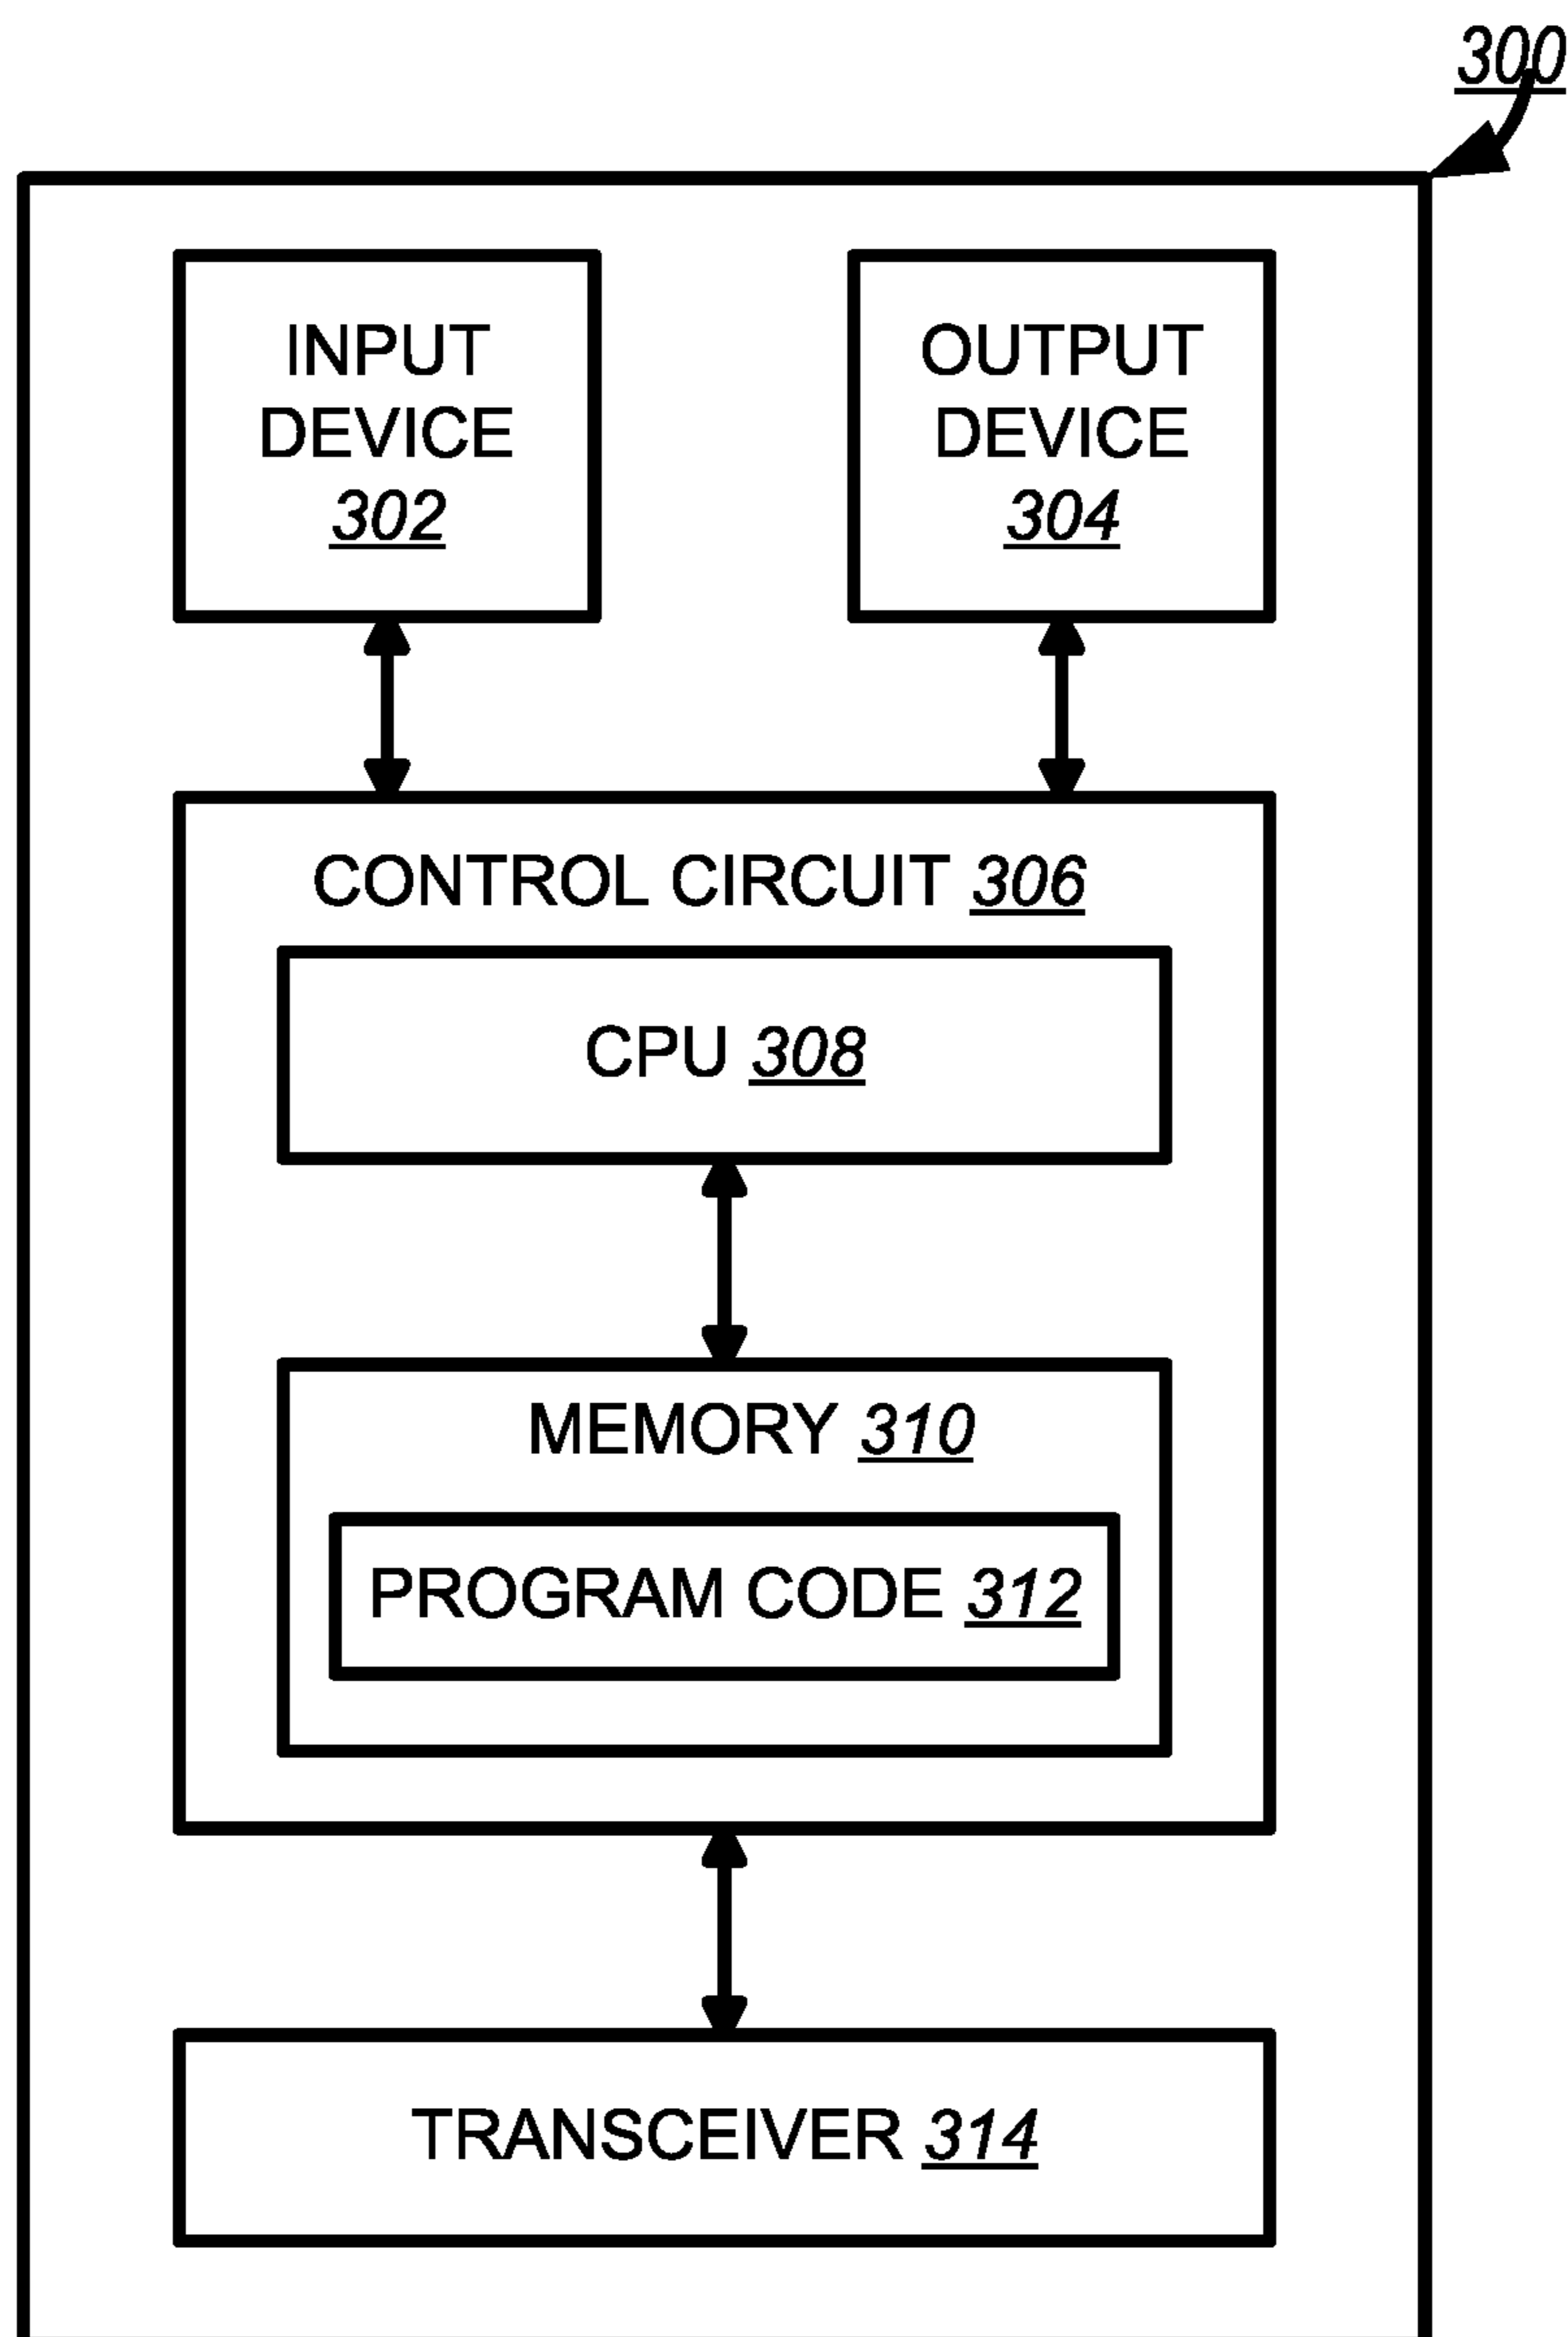 300
INPUT
DEVICE
302
OUTPUT
DEVICE
304
CONTROL CIRCUIT 306
CPU 308
MEMORY 310
PROGRAM CODE 312
TRANSCEIVER 314